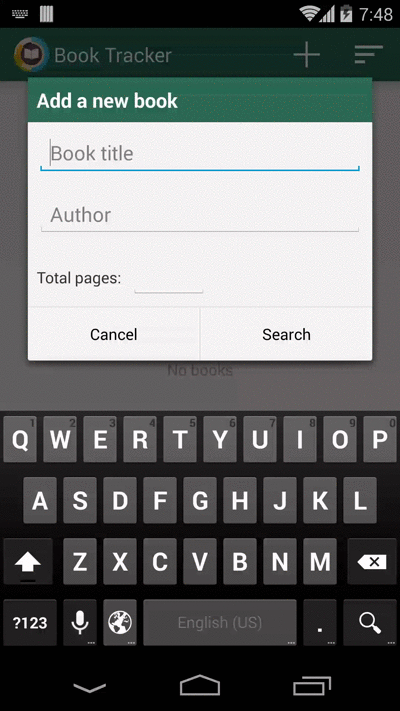 7:48
Book Tracker
Add a new book
Book title
Author
Total pages:
Cancel Search
No books
1 2 3 4 5 6 7 8 9 0
Q W E R T Y U I O P
A S D F G H J K L
Z X C V B N M
?123 English (US) .